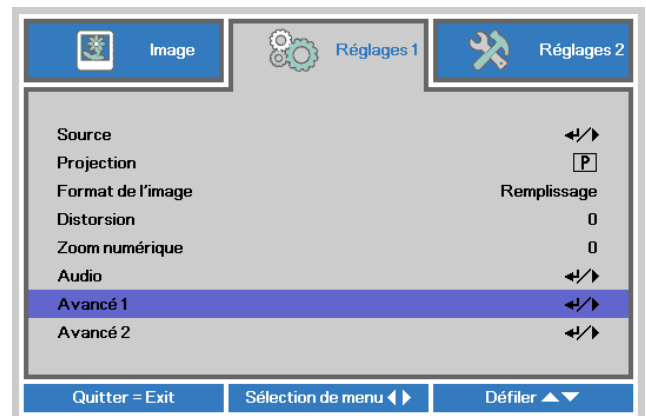 Image
Réglages 1
Réglages 2
Source ↵/▶
Projection P
Format de l'image Remplissage
Distorsion 0
Zoom numérique 0
Audio ↵/▶
Avancé 1 ↵/▶
Avancé 2 ↵/▶
Quitter = Exit
Sélection de menu ◀▶
Défiler ▲▼